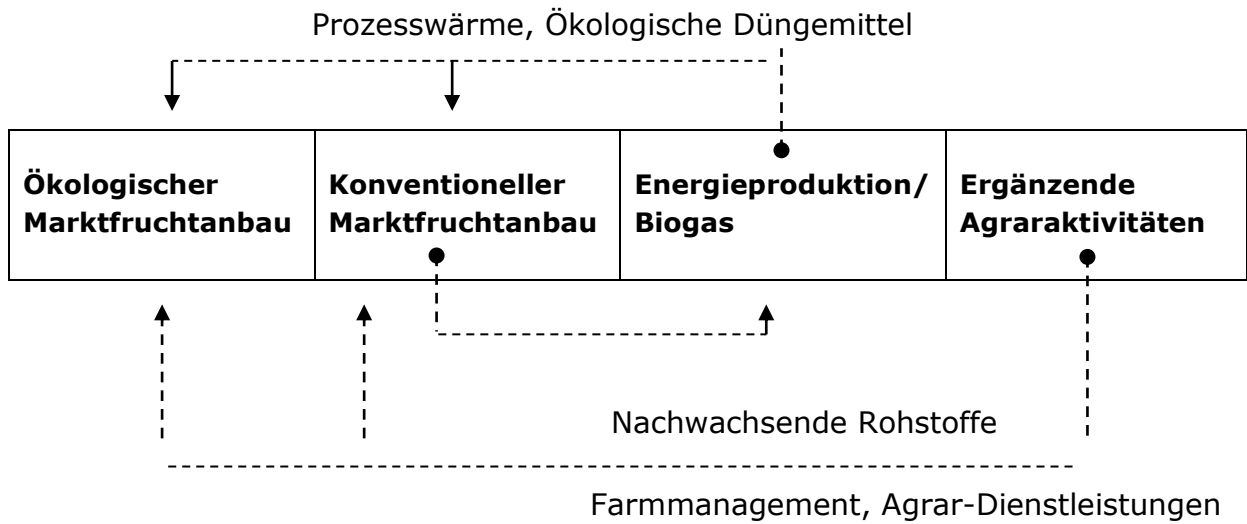 Prozesswärme, Ökologische Düngemittel
Ökologischer
Marktfruchtanbau
Konventioneller
Marktfruchtanbau
Energieproduktion/
Biogas
Ergänzende
Agraraktivitäten
Nachwachsende Rohstoffe
Farmmanagement, Agrar-Dienstleistungen